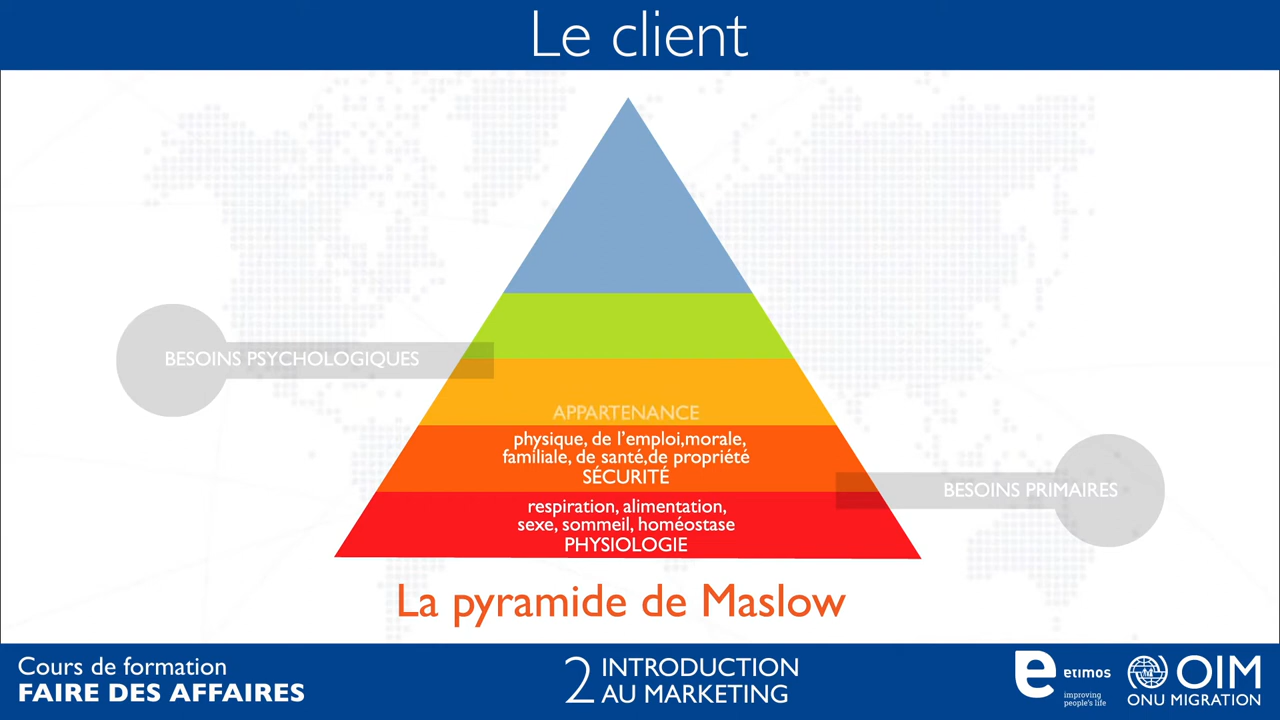 Le client
BESOINS PSYCHOLOGIQUES
APPARTENANCE
physique, de l'emploi,morale,
familiale, de santé,de propriété
SÉCURITÉ
BESOINS PRIMAIRES
respiration, alimentation,
sexe, sommeil, homéostase
PHYSIOLOGIE
La pyramide de Maslow
Cours de formation
FAIRE DES AFFAIRES
2 INTRODUCTION
AU MARKETING
e etimos
improving
people's life
OIM
ONU MIGRATION